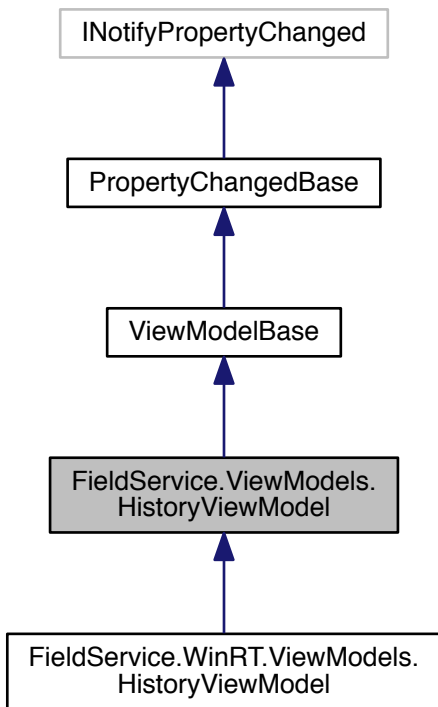 INotifyPropertyChanged
PropertyChangedBase
ViewModelBase
FieldService.ViewModels.
HistoryViewModel
FieldService.WinRT.ViewModels.
HistoryViewModel